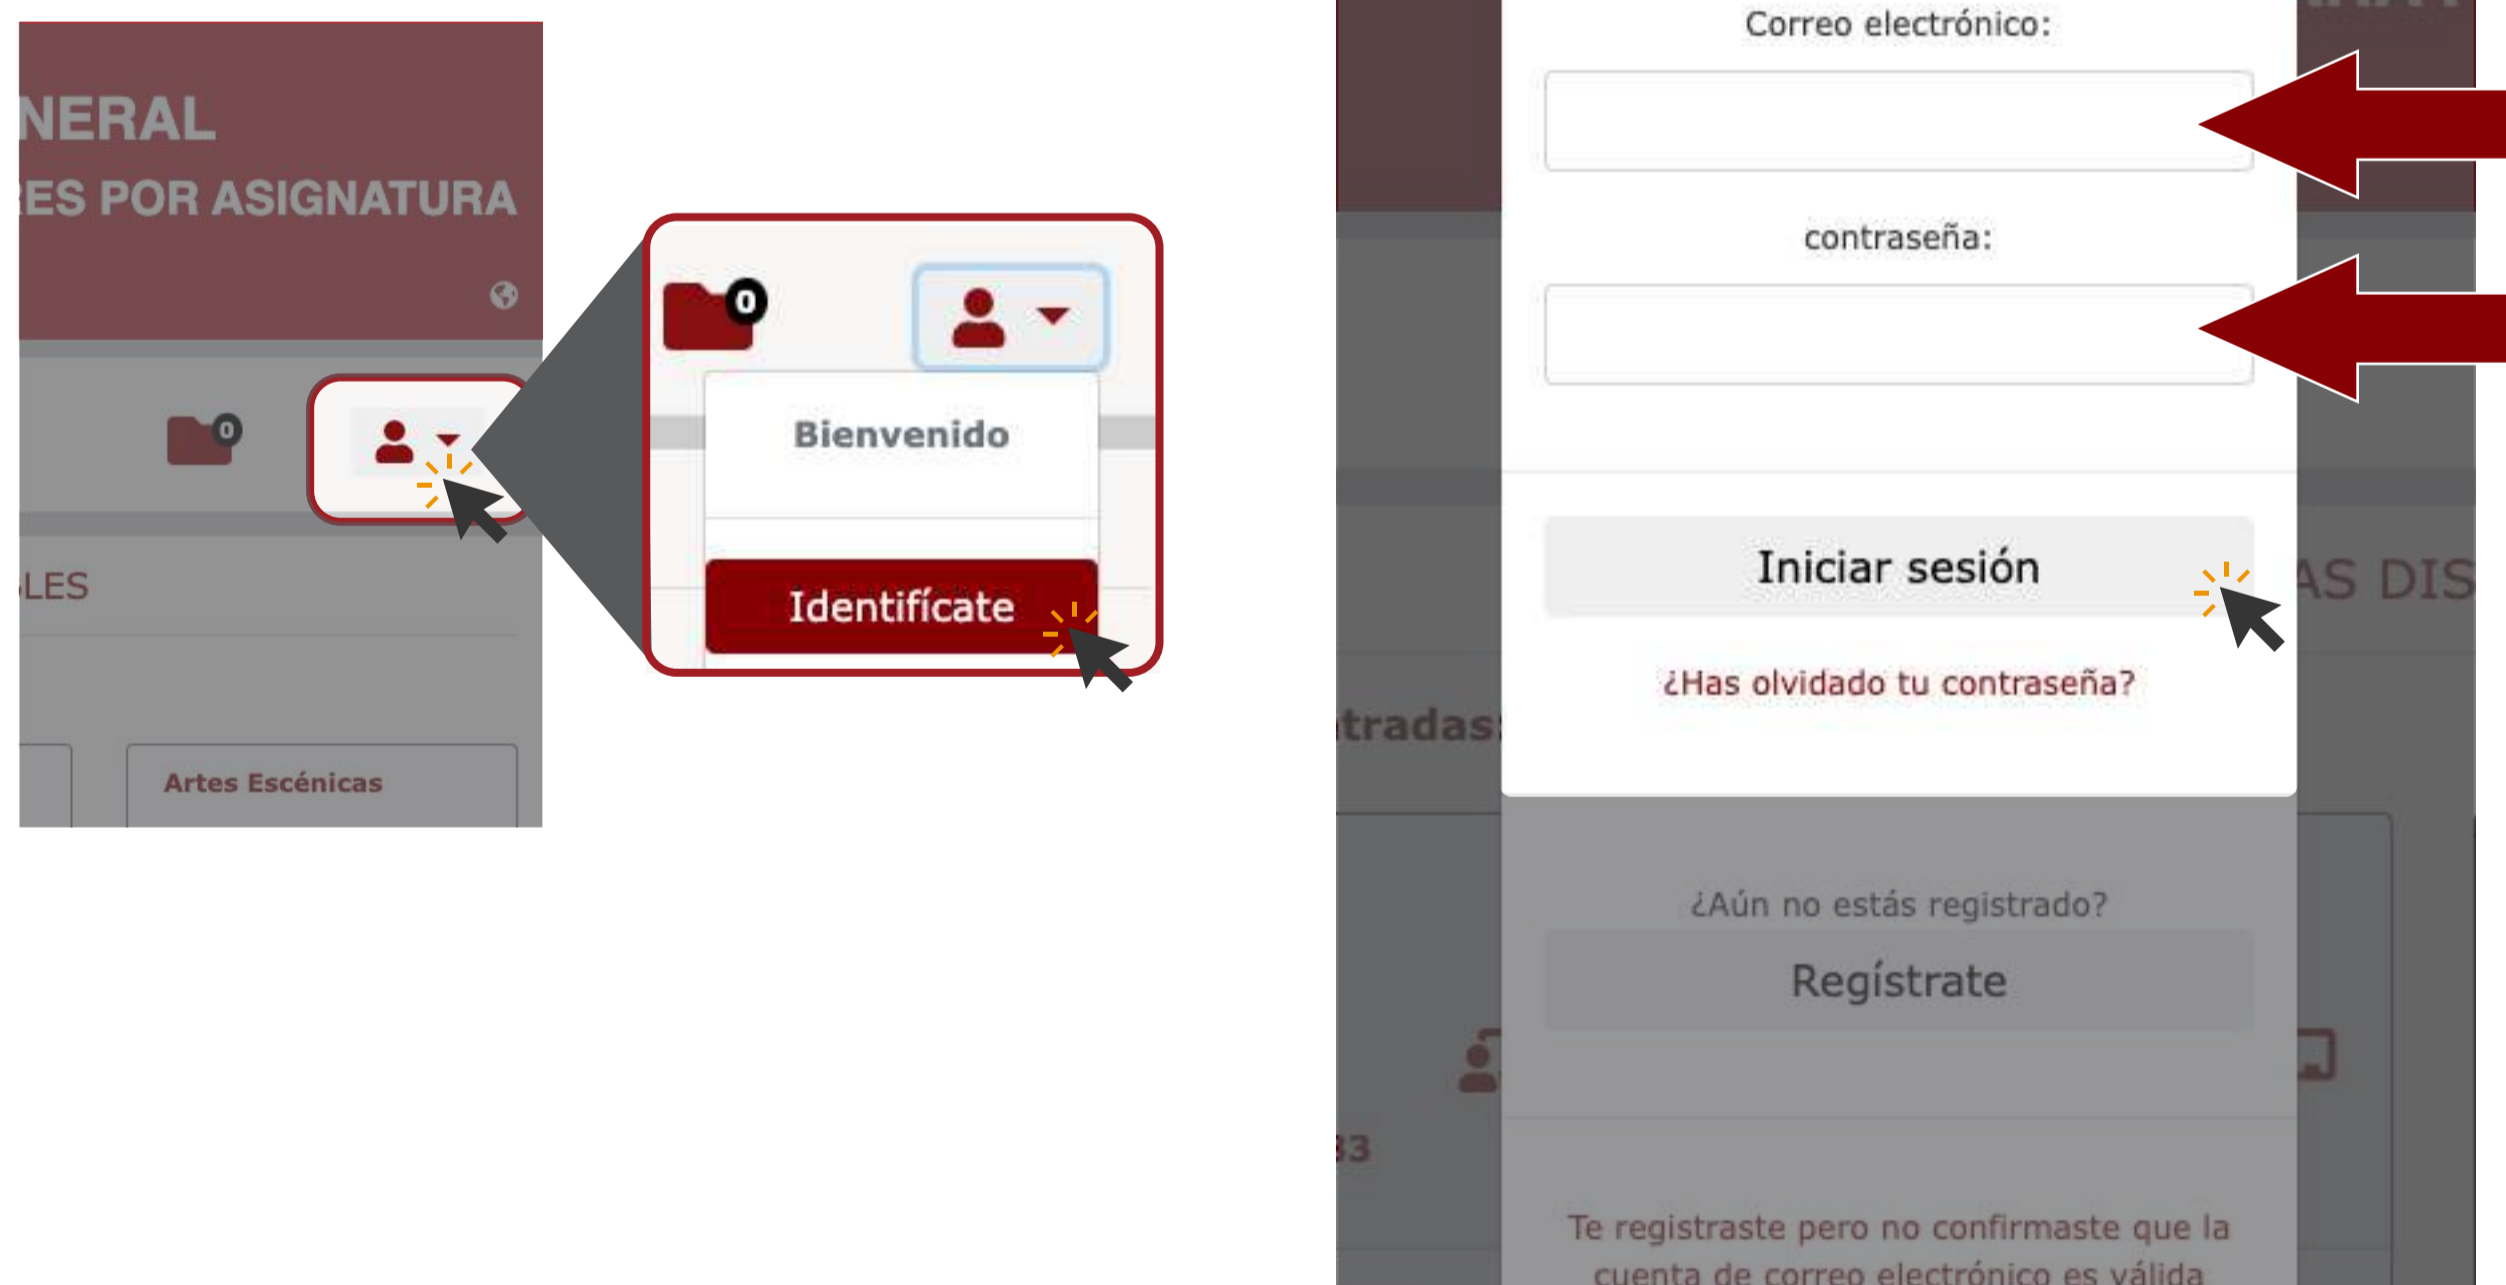 NERAL
ES POR ASIGNATURA
0
LES
Artes Escénicas
0
Bienvenido
Identifícate
Correo electrónico:
contraseña:
Iniciar sesión
AS DIS
¿Has olvidado tu contraseña?
tradas:
¿Aún no estás registrado?
Regístrate
33
Te registraste pero no confirmaste que la
cuenta de correo electrónico es válida